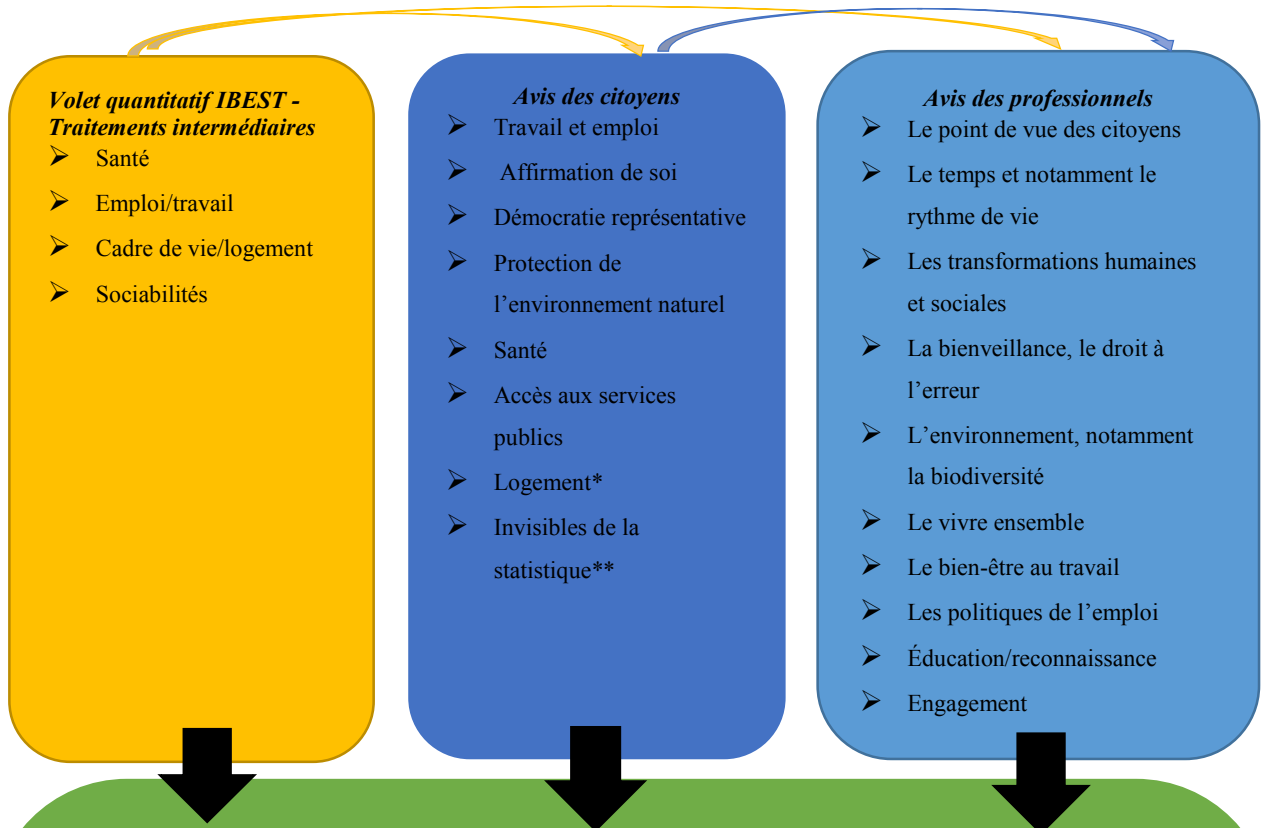 Volet quantitatif IBEST -
Traitements intermédiaires
➢ Santé
➢ Emploi/travail
➢ Cadre de vie/logement
➢ Sociabilités
Avis des citoyens
➢ Travail et emploi
➢ Affirmation de soi
➢ Démocratie représentative
➢ Protection de
l’environnement naturel
➢ Santé
➢ Accès aux services
publics
➢ Logement*
➢ Invisibles de la
statistique**
Avis des professionnels
➢ Le point de vue des citoyens
➢ Le temps et notamment le
rythme de vie
➢ Les transformations humaines
et sociales
➢ La bienveillance, le droit à
l’erreur
➢ L’environnement, notamment
la biodiversité
➢ Le vivre ensemble
➢ Le bien-être au travail
➢ Les politiques de l’emploi
➢ Éducation/reconnaissance
➢ Engagement